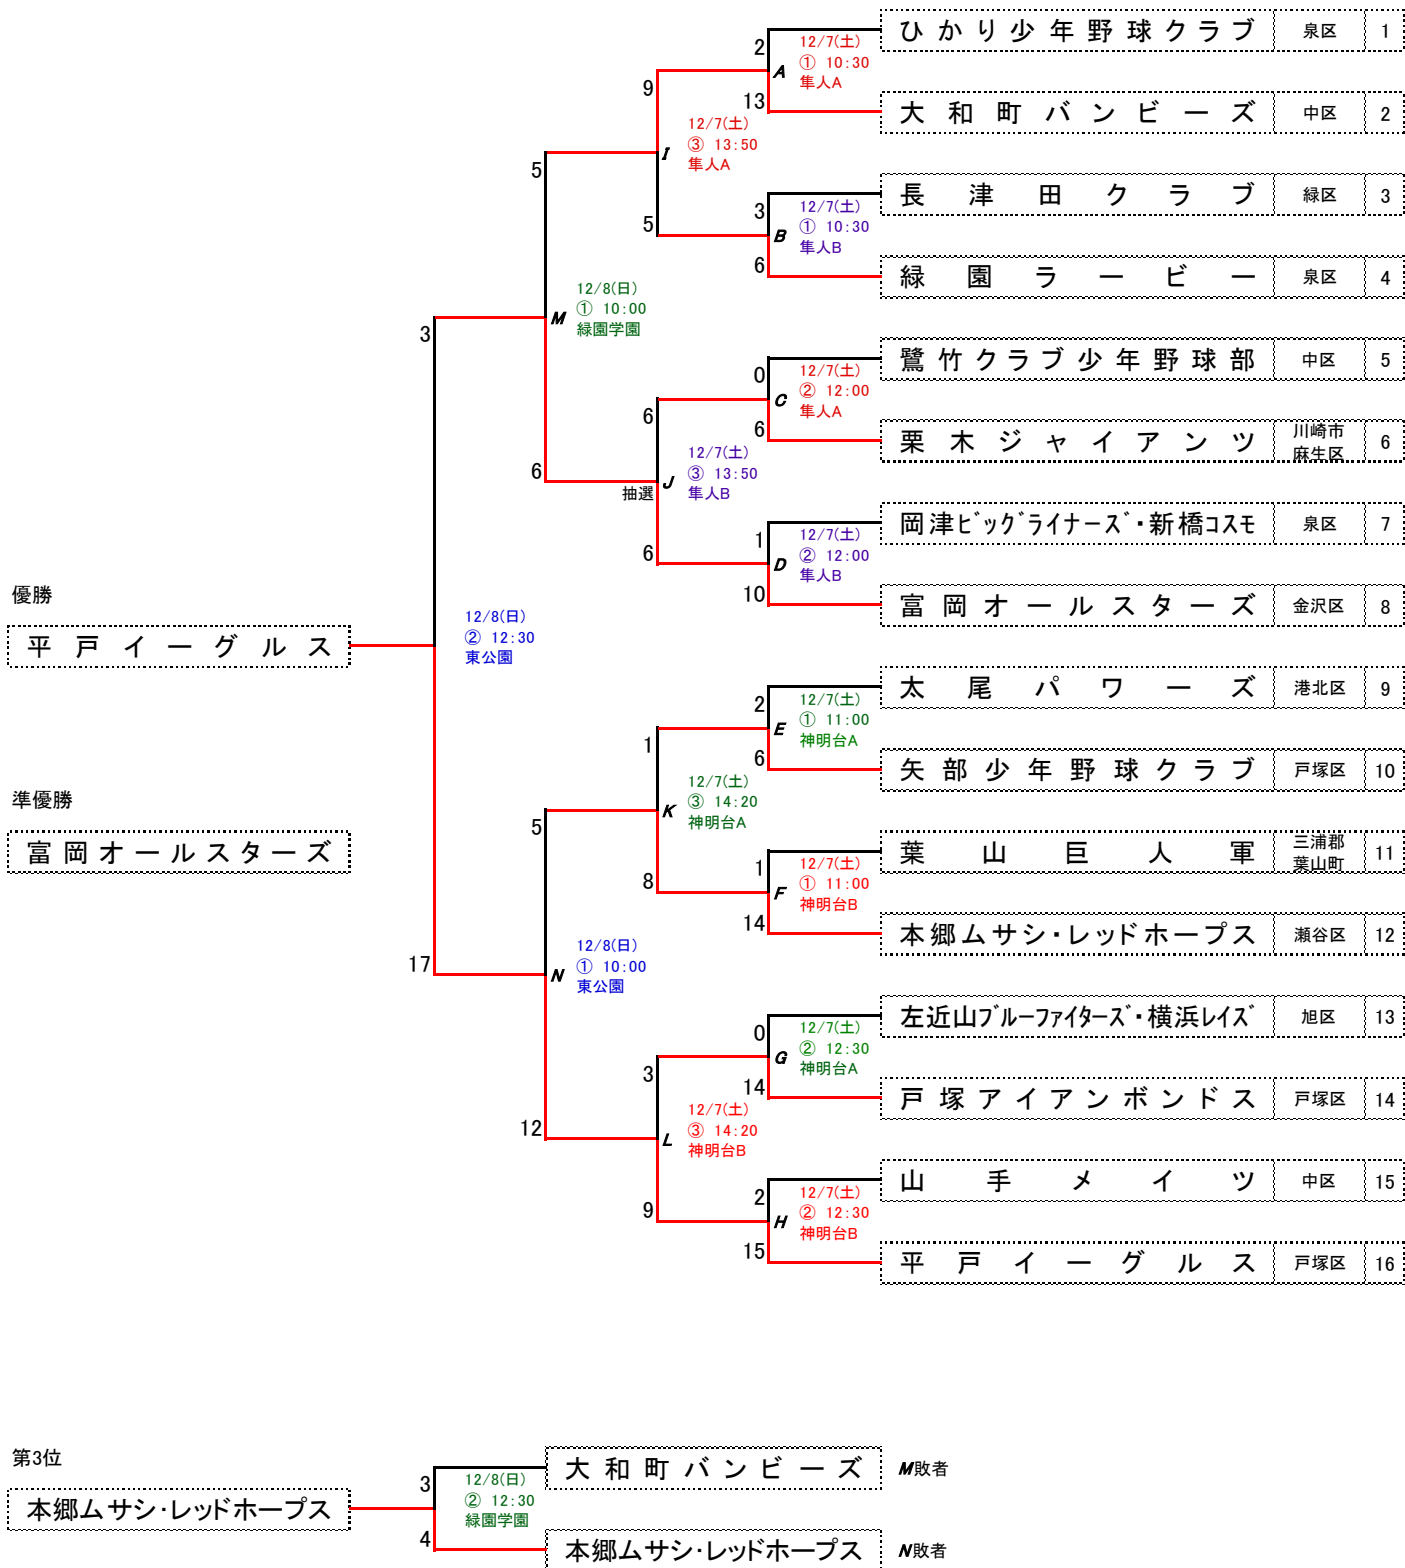 ひかり少年野球クラブ 泉区 1
2
12/7(土)
① 10:30
隼人A
A
13
大和町バンビーズ 中区 2
9
12/7(土)
③ 13:50
隼人A
I
5
長津田クラブ 緑区 3
3
12/7(土)
① 10:30
隼人B
B
6
緑園ラービー 泉区 4
5
12/8(日)
① 10:00
緑園学園
M
6
鷺竹クラブ少年野球部 中区 5
0
12/7(土)
② 12:00
隼人A
C
6
栗木ジャイアンツ 川崎市
麻生区 6
6
12/7(土)
③ 13:50
隼人B
J
抽選
6
岡津ビッグライナーズ・新橋コスモ 泉区 7
1
12/7(土)
② 12:00
隼人B
D
10
富岡オールスターズ 金沢区 8
3
優勝
平戸イーグルス
12/8(日)
② 12:30
東公園
17
準優勝
富岡オールスターズ
太尾パワーズ 港北区 9
2
12/7(土)
① 11:00
神明台A
E
6
矢部少年野球クラブ 戸塚区 10
1
12/7(土)
③ 14:20
神明台A
K
8
葉山巨人軍 三浦郡
葉山町 11
1
12/7(土)
① 11:00
神明台B
F
14
本郷ムサシ・レッドホープス 瀬谷区 12
5
12/8(日)
① 10:00
東公園
N
12
左近山ブルーファイターズ・横浜レイズ 旭区 13
0
12/7(土)
② 12:30
神明台A
G
14
戸塚アイアンボンドス 戸塚区 14
3
12/7(土)
③ 14:20
神明台B
L
9
山手メイツ 中区 15
2
12/7(土)
② 12:30
神明台B
H
15
平戸イーグルス 戸塚区 16
第3位
本郷ムサシ・レッドホープス
3
12/8(日)
② 12:30
緑園学園
4
大和町バンビーズ M敗者
本郷ムサシ・レッドホープス N敗者